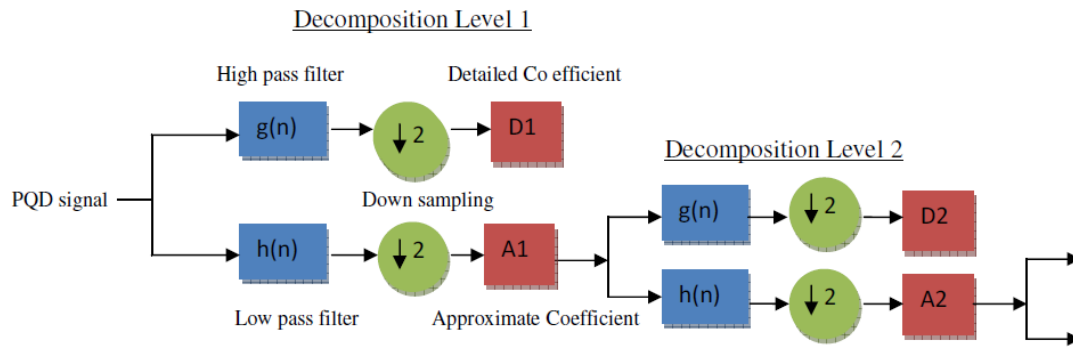 Decomposition Level 1
High pass filter
Detailed Co efficient
g(n)
↓ 2
D1
Decomposition Level 2
PQD signal
Down sampling
g(n)
↓ 2
D2
h(n)
↓ 2
A1
h(n)
↓ 2
A2
Low pass filter
Approximate Coefficient